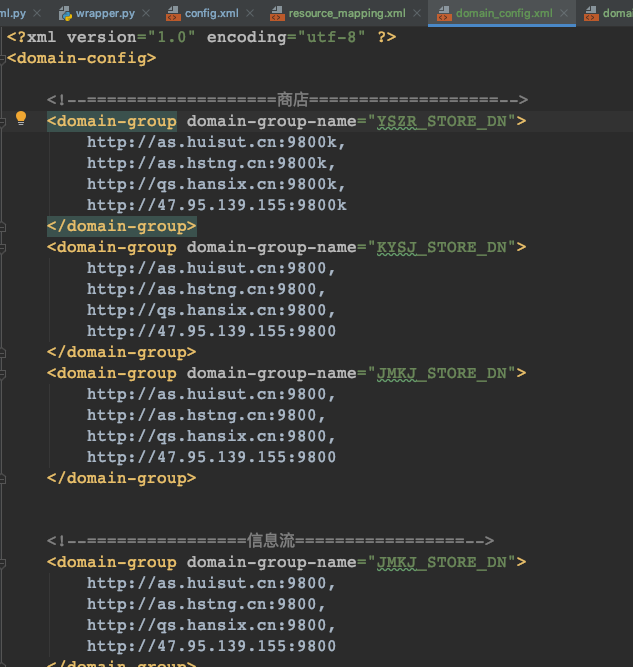 ml.py wrapper.py config.xml resource_mapping.xml domain_config.xml doma
<?xml version="1.0" encoding="utf-8" ?>
<domain-config>
<!--===================商店===================-->
<domain-group domain-group-name="YSZR_STORE_DN">
http://as.huisut.cn:9800k,
http://as.hstng.cn:9800k,
http://qs.hansix.cn:9800k,
http://47.95.139.155:9800k
</domain-group>
<domain-group domain-group-name="KYSJ_STORE_DN">
http://as.huisut.cn:9800,
http://as.hstng.cn:9800,
http://qs.hansix.cn:9800,
http://47.95.139.155:9800
</domain-group>
<domain-group domain-group-name="JMKJ_STORE_DN">
http://as.huisut.cn:9800,
http://as.hstng.cn:9800,
http://qs.hansix.cn:9800,
http://47.95.139.155:9800
</domain-group>
<!--================信息流=================-->
<domain-group domain-group-name="JMKJ_STORE_DN">
http://as.huisut.cn:9800,
http://as.hstng.cn:9800,
http://qs.hansix.cn:9800,
http://47.95.139.155:9800
</domain-group>